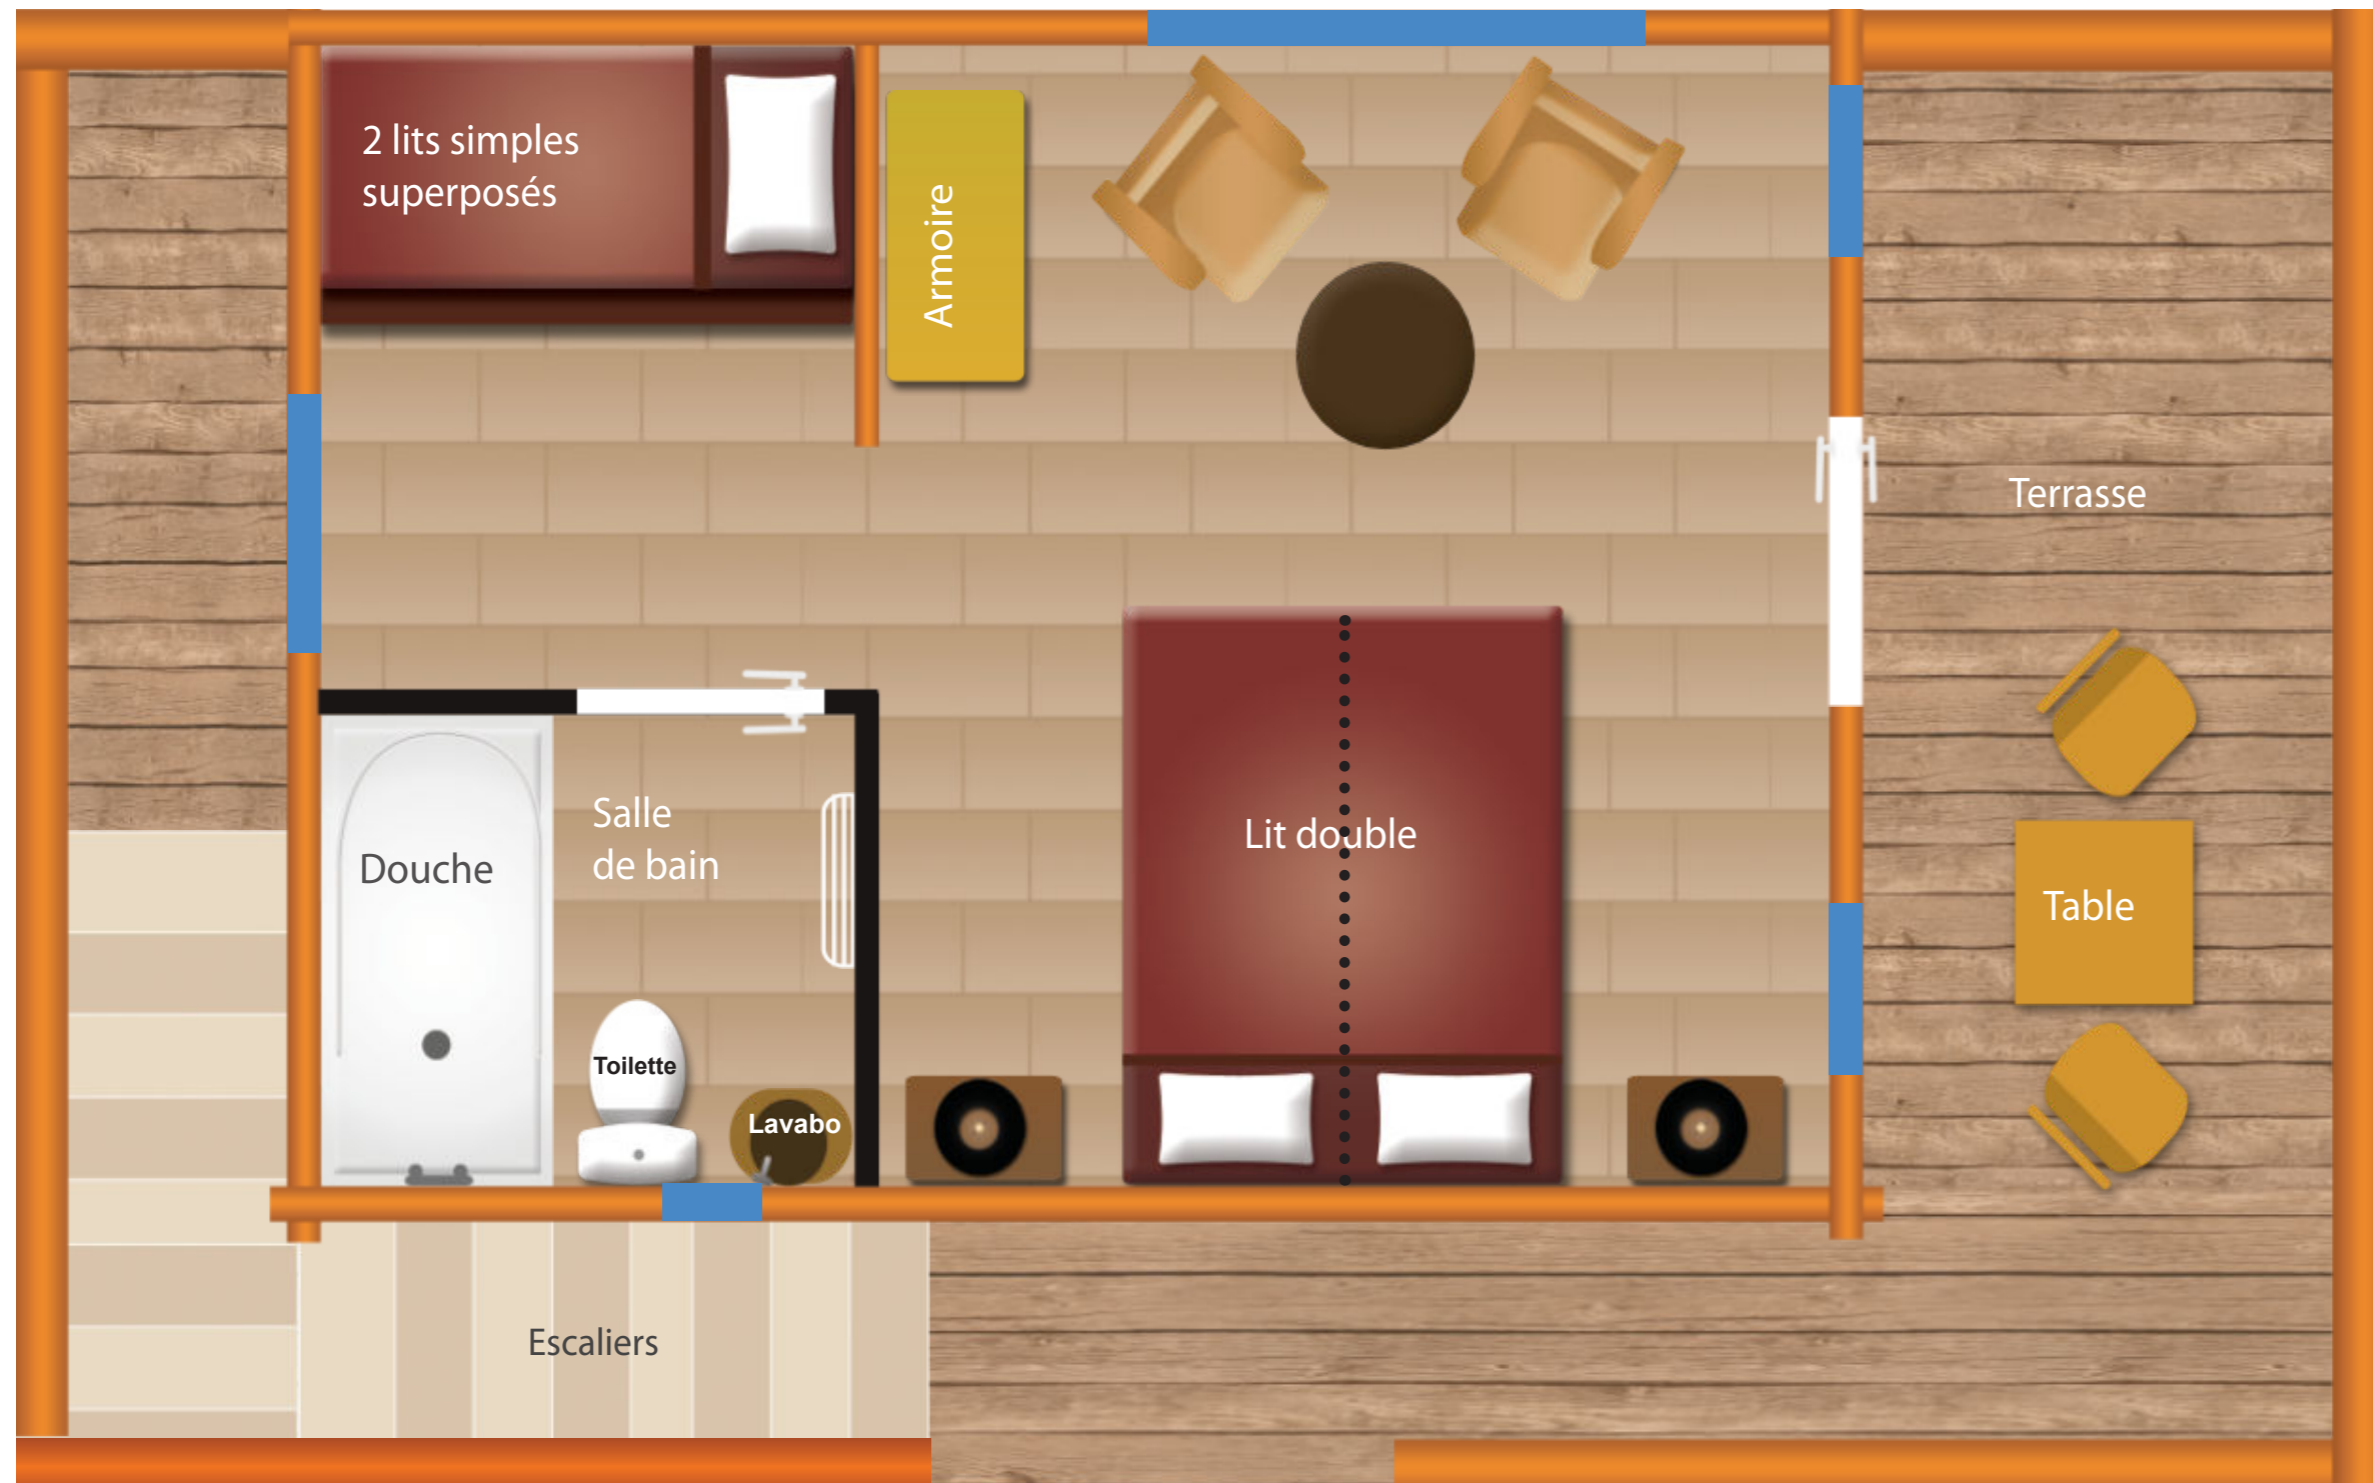 2 lits simples
superposés
Armoire
Terrasse
Salle
de bain
Douche
Lit double
Table
Toilette
Lavabo
Escaliers